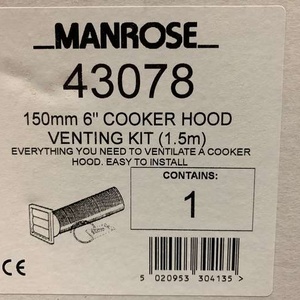 MANROSE
43078
150mm 6" COOKER HOOD
VENTING KIT (1.5m)
EVERYTHING YOU NEED TO VENTILATE A COOKER
HOOD. EASY TO INSTALL
CONTAINS:
1
CE
5 020953 304135 >